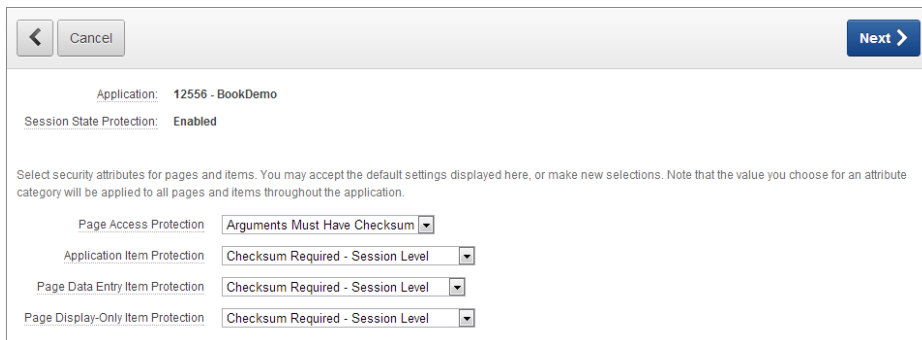 Cancel
Next
Application: 12556 - BookDemo
Session State Protection: Enabled
Select security attributes for pages and items. You may accept the default settings displayed here, or make new selections. Note that the value you choose for an attribute
category will be applied to all pages and items throughout the application.
Page Access Protection Arguments Must Have Checksum
Application Item Protection Checksum Required - Session Level
Page Data Entry Item Protection Checksum Required - Session Level
Page Display-Only Item Protection Checksum Required - Session Level